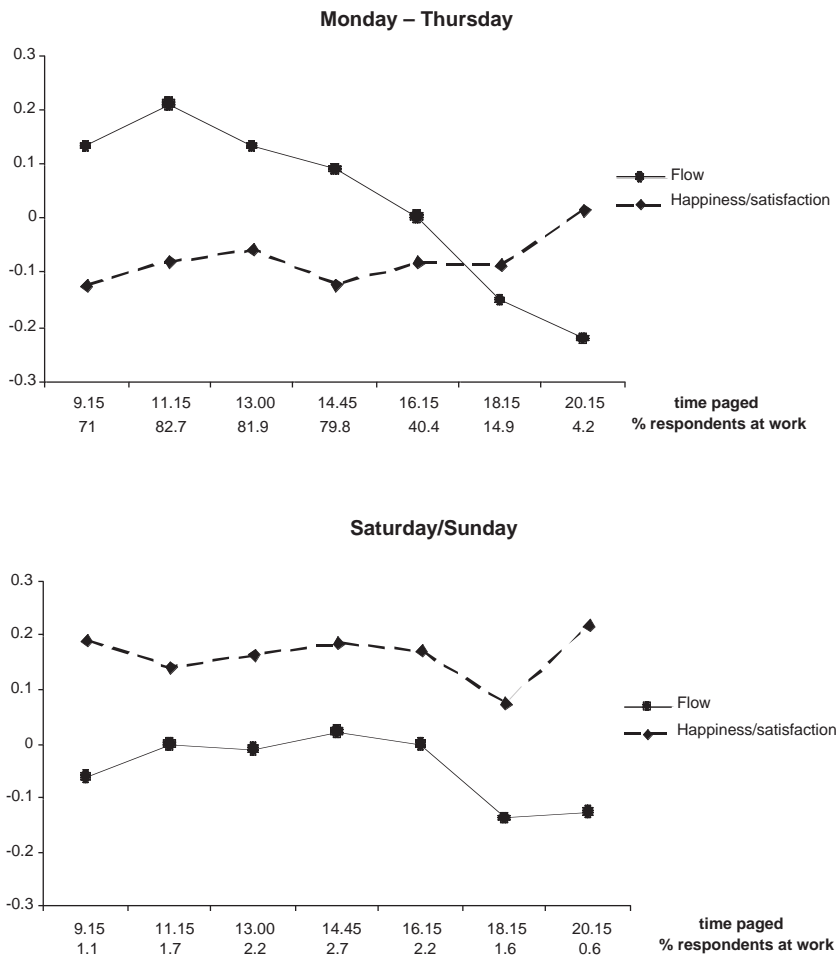 Monday – Thursday
0.3
0.2
0.1
0
-0.1
-0.2
-0.3
Flow
Happiness/satisfaction
9.15 11.15 13.00 14.45 16.15 18.15 20.15 time paged
71 82.7 81.9 79.8 40.4 14.9 4.2 % respondents at work
Saturday/Sunday
0.3
0.2
0.1
0
-0.1
-0.2
-0.3
Flow
Happiness/satisfaction
9.15 11.15 13.00 14.45 16.15 18.15 20.15 time paged
1.1 1.7 2.2 2.7 2.2 1.6 0.6 % respondents at work